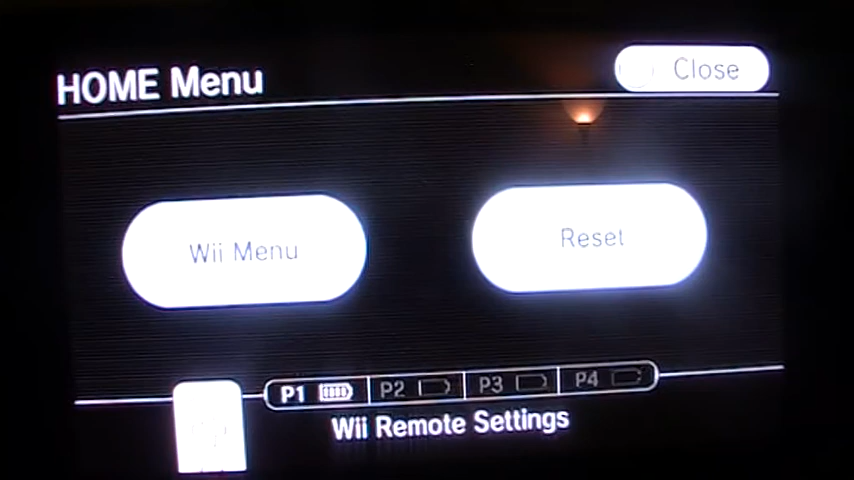 HOME Menu
Close
Wii Menu
Reset
P1 P2 P3 P4
Wii Remote Settings